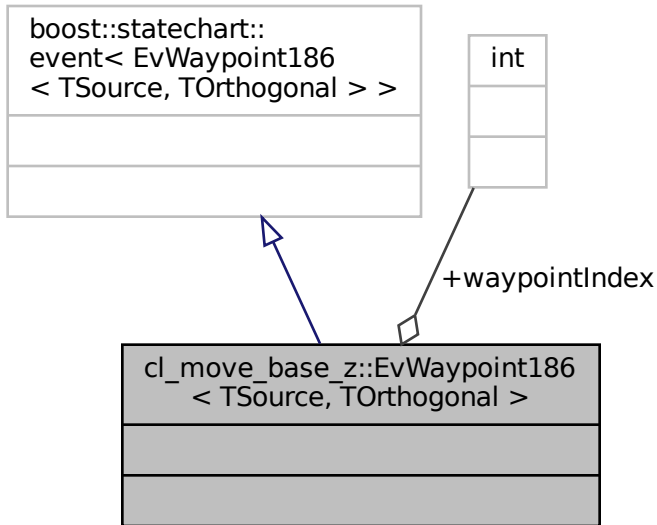 boost::statechart::
event< EvWaypoint186
< TSource, TOrthogonal > >
int
+waypointIndex
cl_move_base_z::EvWaypoint186
< TSource, TOrthogonal >